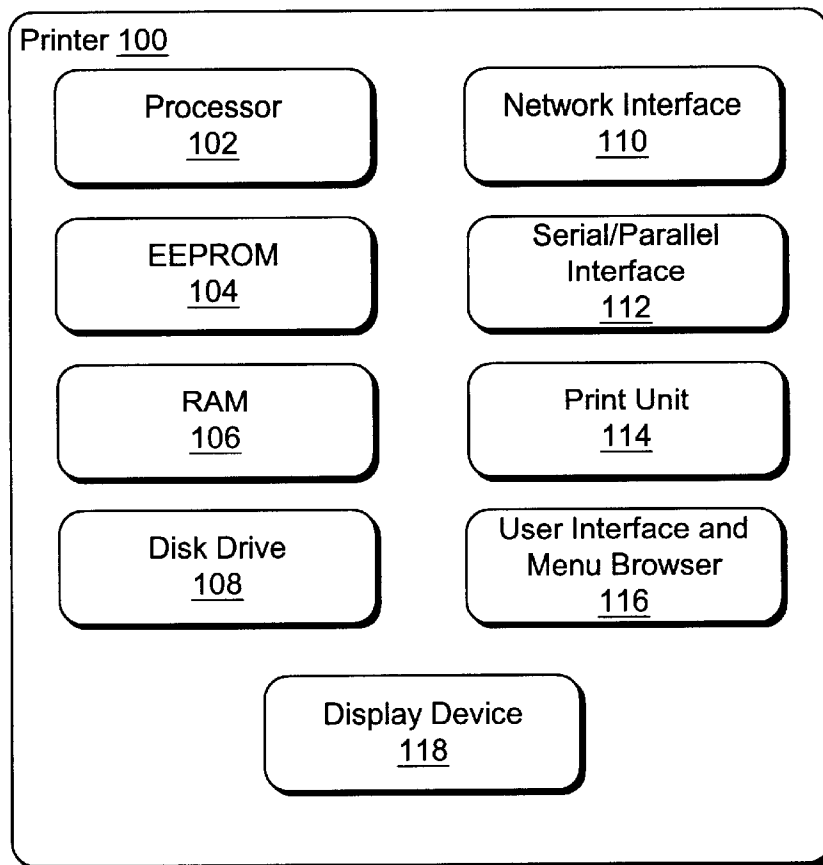 Printer 100
Processor
102
Network Interface
110
EEPROM
104
Serial/Parallel
Interface
112
RAM
106
Print Unit
114
Disk Drive
108
User Interface and
Menu Browser
116
Display Device
118